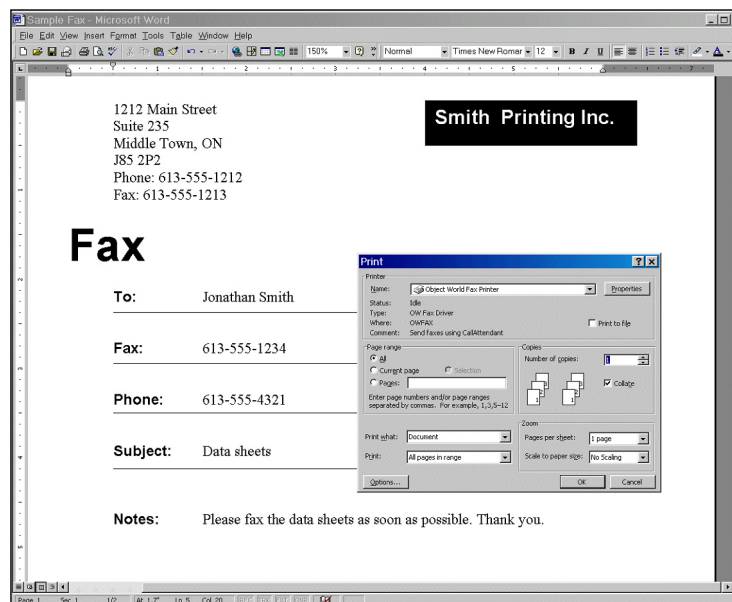 Sample Fax - Microsoft Word
File Edit View Insert Format Tools Table Window Help
150% Normal Times New Roman 12 B I U
1212 Main Street
Suite 235
Middle Town, ON
J85 2P2
Phone: 613-555-1212
Fax: 613-555-1213
Smith Printing Inc.
Fax
To: Jonathan Smith
Fax: 613-555-1234
Phone: 613-555-4321
Subject: Data sheets
Notes: Please fax the data sheets as soon as possible. Thank you.
Print
Printer
Name: Object World Fax Printer Properties
Status: Idle
Type: OW Fax Driver
Where: OWFAX Print to file
Comment: Send faxes using CallAttendant
Page range
All
Current page Selection
Pages:
Enter page numbers and/or page ranges
separated by commas. For example, 1,3,5–12
Copies
Number of copies: 1
Collate
Print what: Document
Print: All pages in range
Zoom
Pages per sheet: 1 page
Scale to paper size: No Scaling
Options... OK Cancel
Page 1 Sec 1 1/2 At 1.7" Ln 5 Col 20 REC TRK EXT OVR